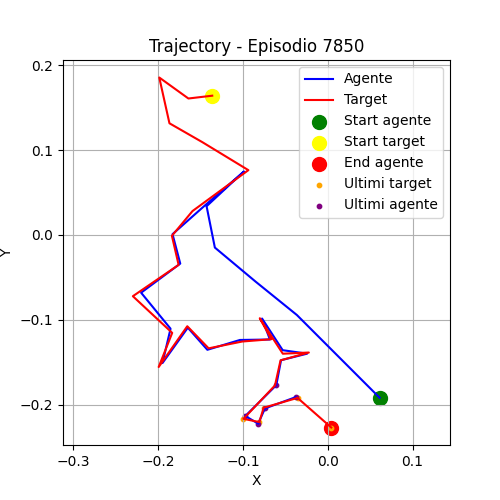 Trajectory - Episodio 7850
Agente
Target
Start agente
Start target
End agente
Ultimi target
Ultimi agente
0.2
0.1
0.0
−0.1
−0.2
Y
−0.3
−0.2
−0.1
0.0
0.1
X